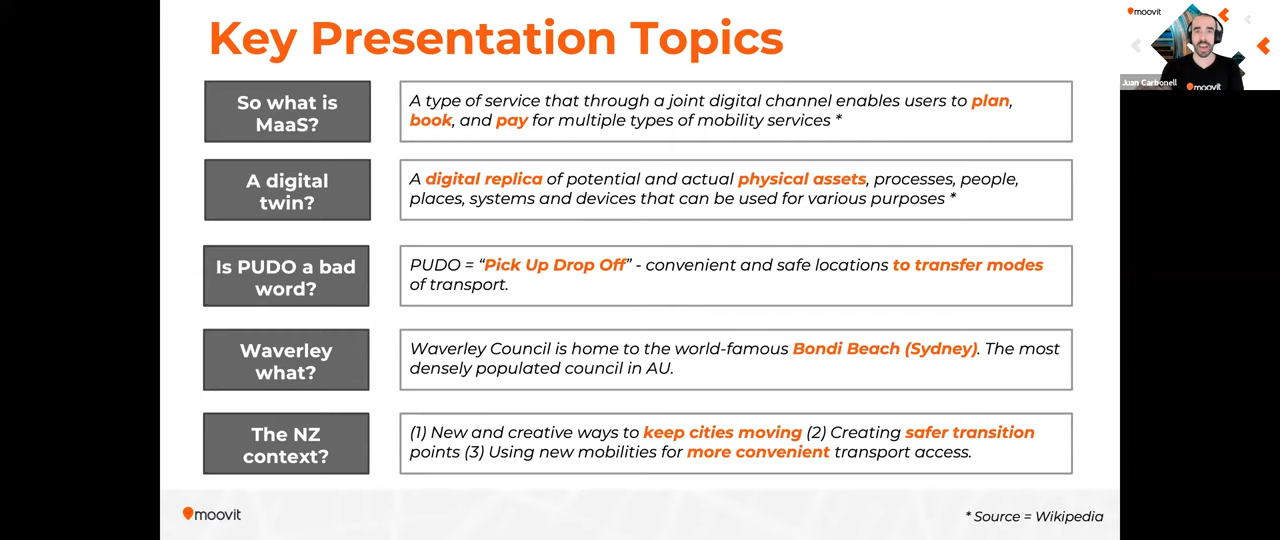 Key Presentation Topics
So what is
MaaS?
A type of service that through a joint digital channel enables users to plan,
book, and pay for multiple types of mobility services *
A digital
twin?
A digital replica of potential and actual physical assets, processes, people,
places, systems and devices that can be used for various purposes *
Is PUDO a bad
word?
PUDO = “Pick Up Drop Off” - convenient and safe locations to transfer modes
of transport.
Waverley
what?
Waverley Council is home to the world-famous Bondi Beach (Sydney). The most
densely populated council in AU.
The NZ
context?
(1) New and creative ways to keep cities moving (2) Creating safer transition
points (3) Using new mobilities for more convenient transport access.
moovit
* Source = Wikipedia
moovit
Juan Carbonell
moovit